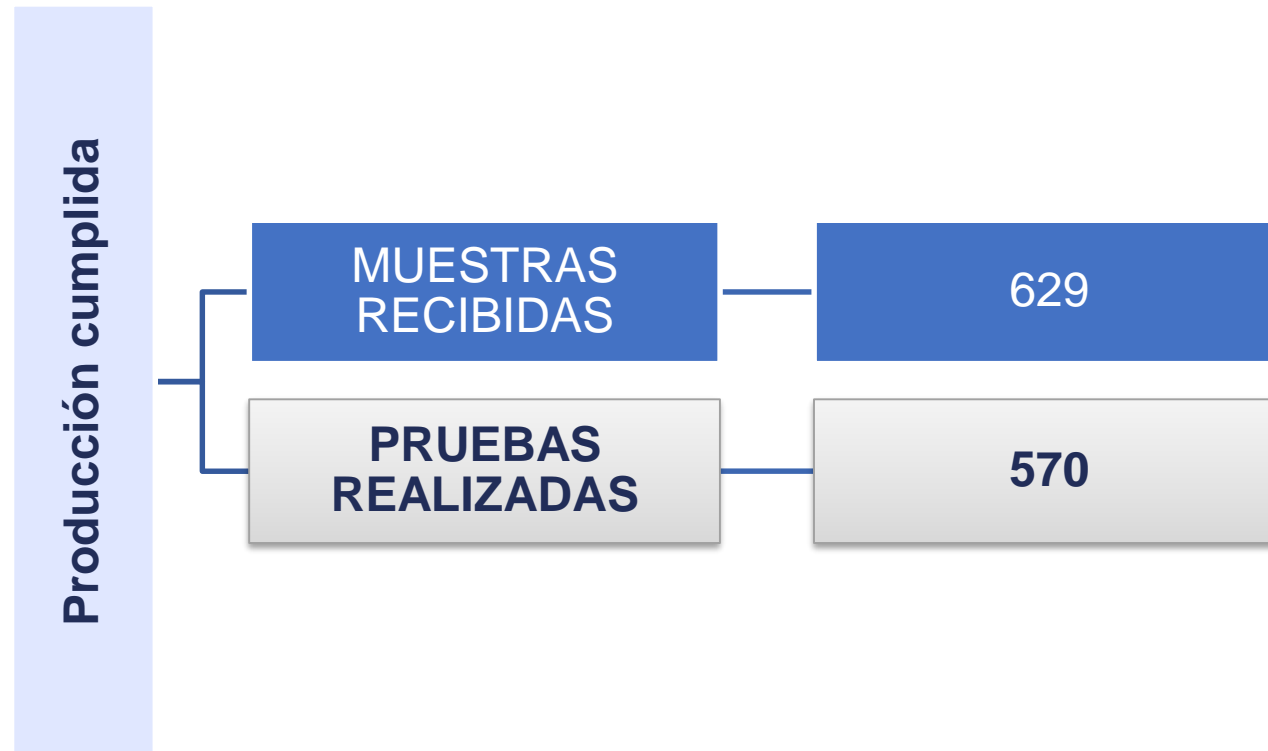 Producción cumplida
MUESTRAS
RECIBIDAS
629
PRUEBAS
REALIZADAS
570